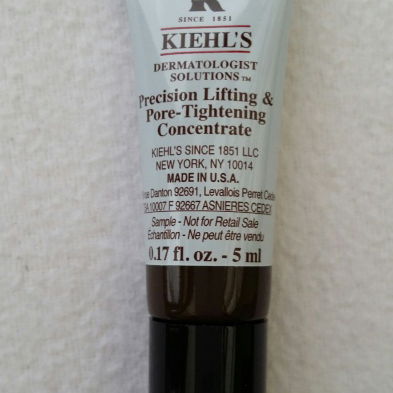 SINCE 1851
KIEHL'S
DERMATOLOGIST
SOLUTIONS™
Precision Lifting &
Pore-Tightening
Concentrate
KIEHL'S SINCE 1851 LLC
NEW YORK, NY 10014
MADE IN U.S.A.
Danton 92691, Levallois Perret Cedex
10007 F 92667 ASNIERES CEDEX
Sample - Not for Retail Sale
Echantillon - Ne peut être vendu
0.17 fl. oz. - 5 ml